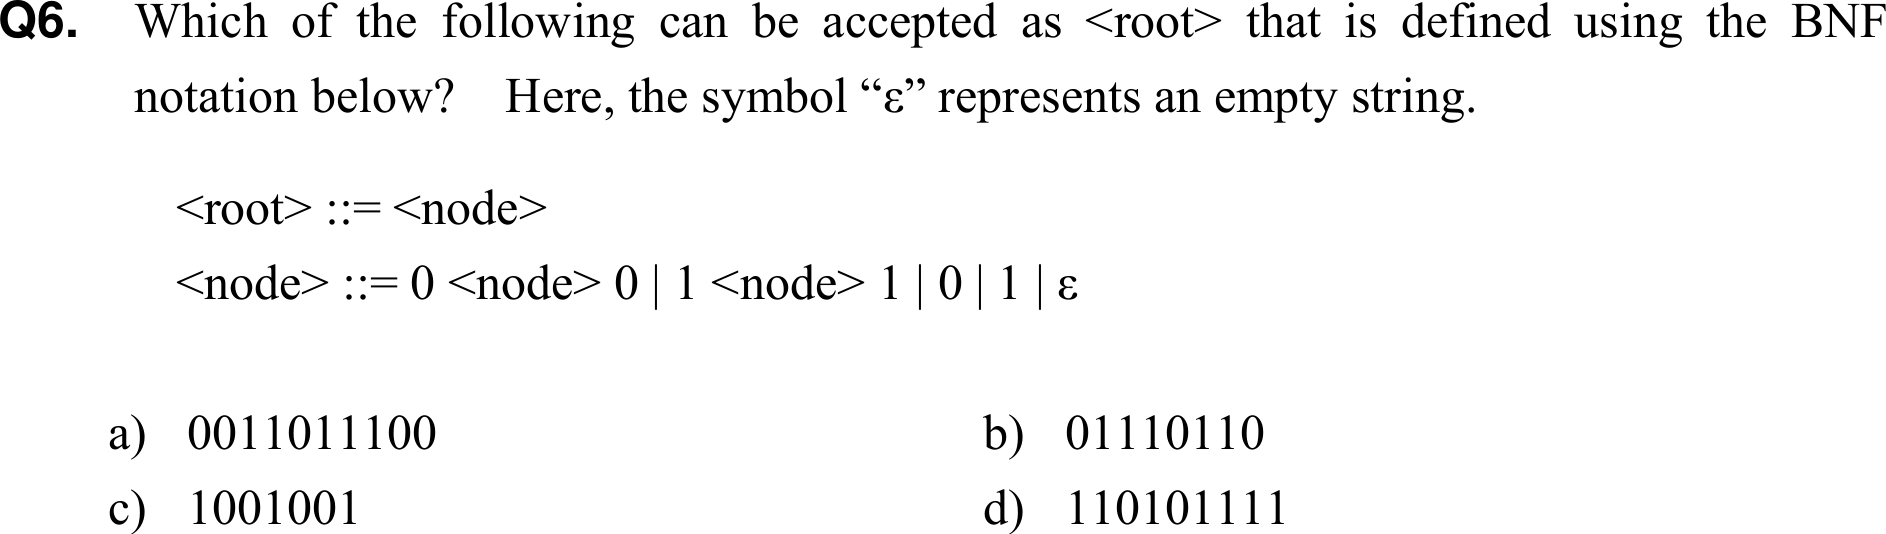 Q6. Which of the following can be accepted as <root> that is defined using the BNF
notation below? Here, the symbol “ε” represents an empty string.
<root> ::= <node>
<node> ::= 0 <node> 0 | 1 <node> 1 | 0 | 1 | ε
a) 0011011100 b) 01110110
c) 1001001 d) 110101111